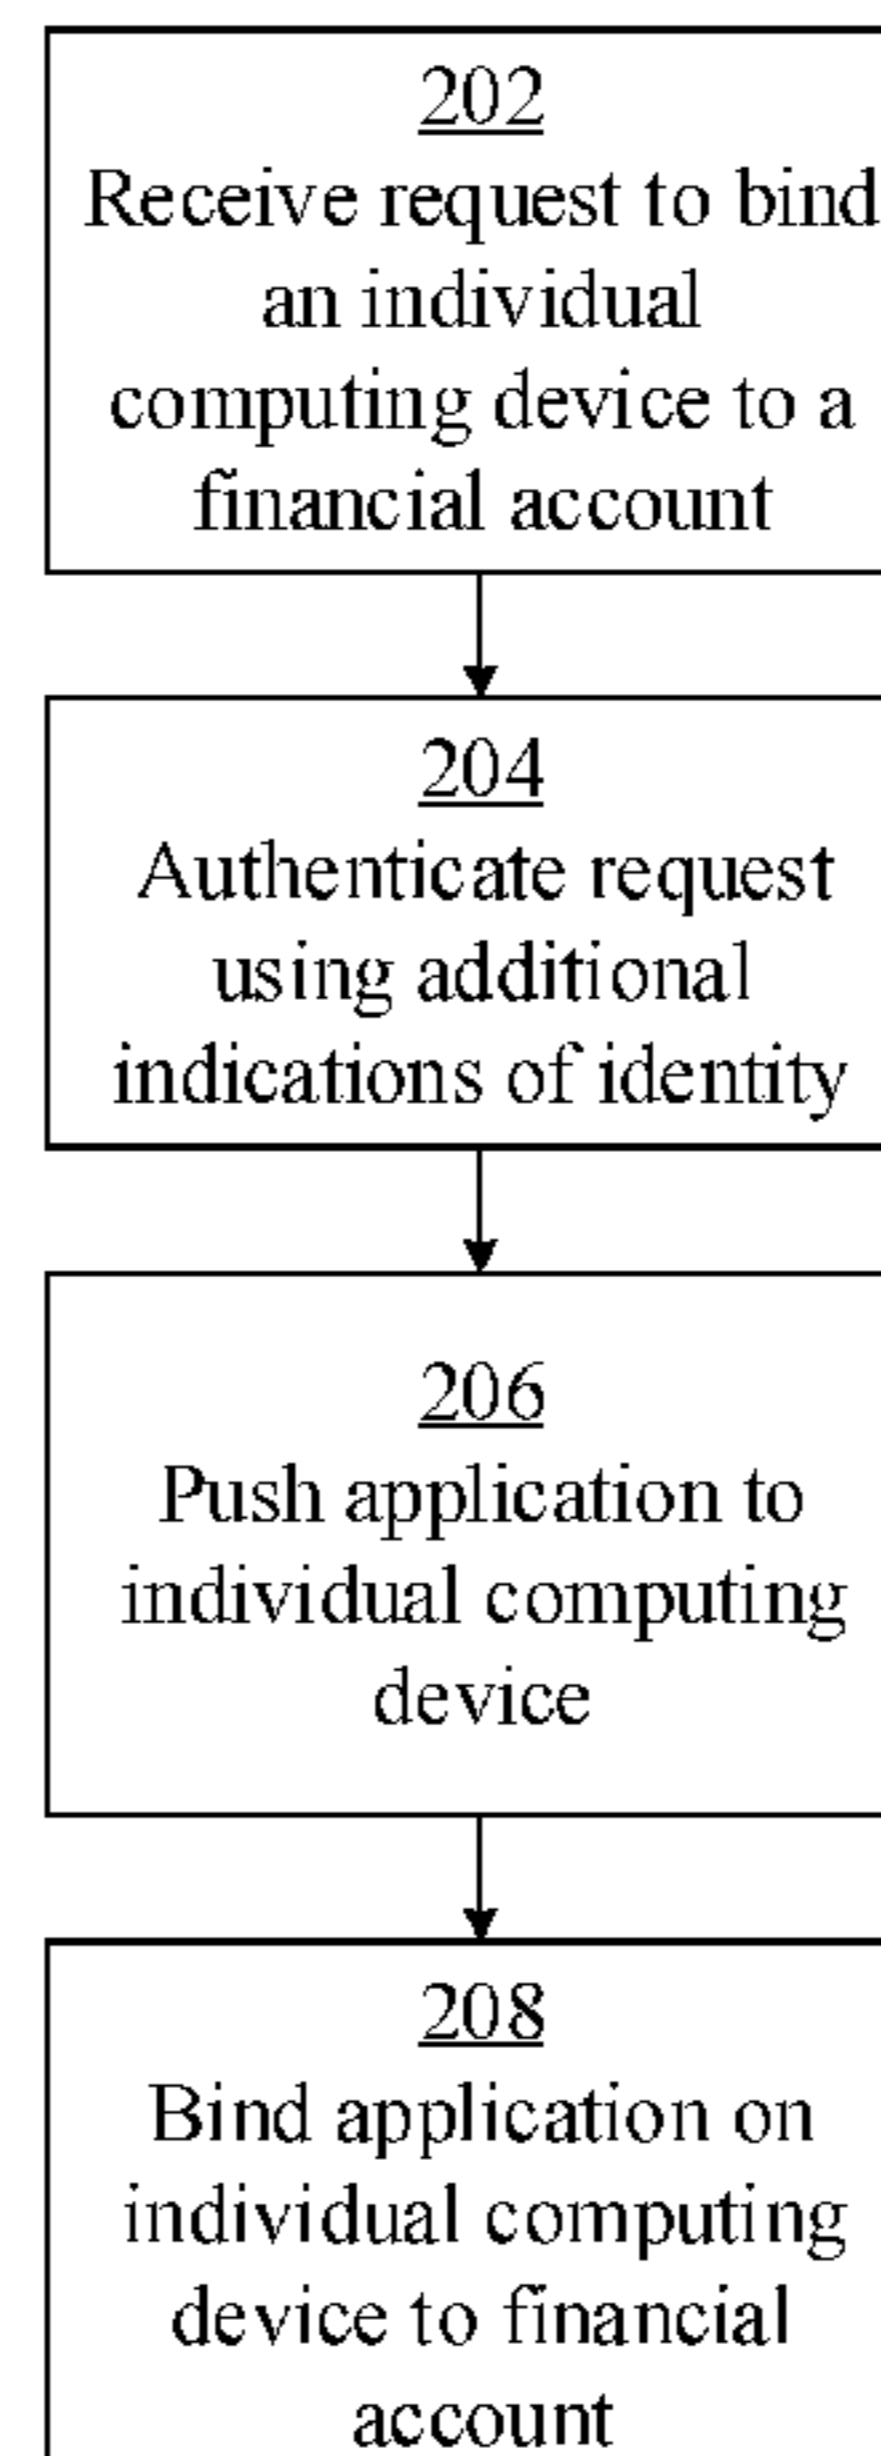 202
Receive request to bind
an individual
computing device to a
financial account
204
Authenticate request
using additional
indications of identity
206
Push application to
individual computing
device
208
Bind application on
individual computing
device to financial
account